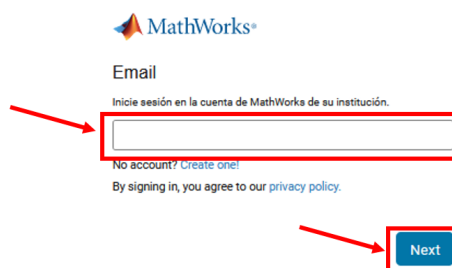 MathWorks®
Email
Inicie sesión en la cuenta de MathWorks de su institución.
No account? Create one!
By signing in, you agree to our privacy policy.
Next